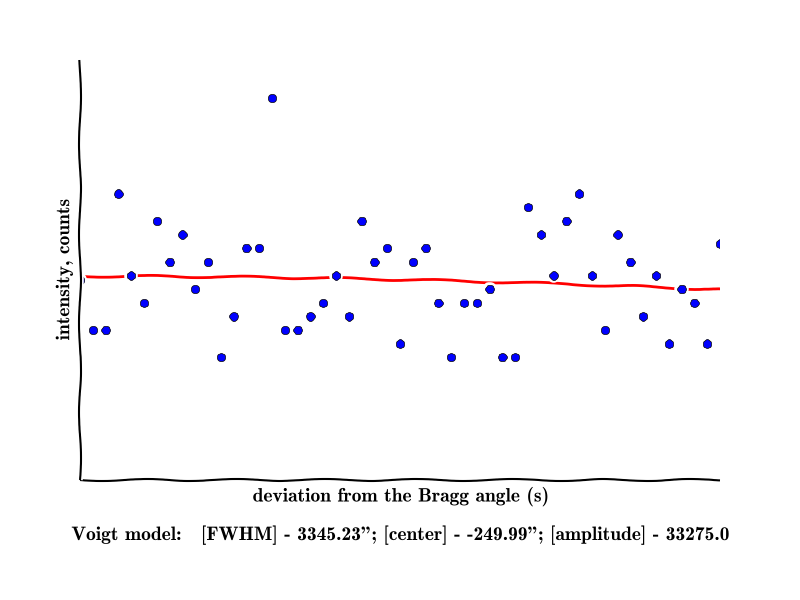 intensity, counts
deviation from the Bragg angle (s)
Voigt model: [FWHM] - 3345.23”; [center] - -249.99”; [amplitude] - 33275.0